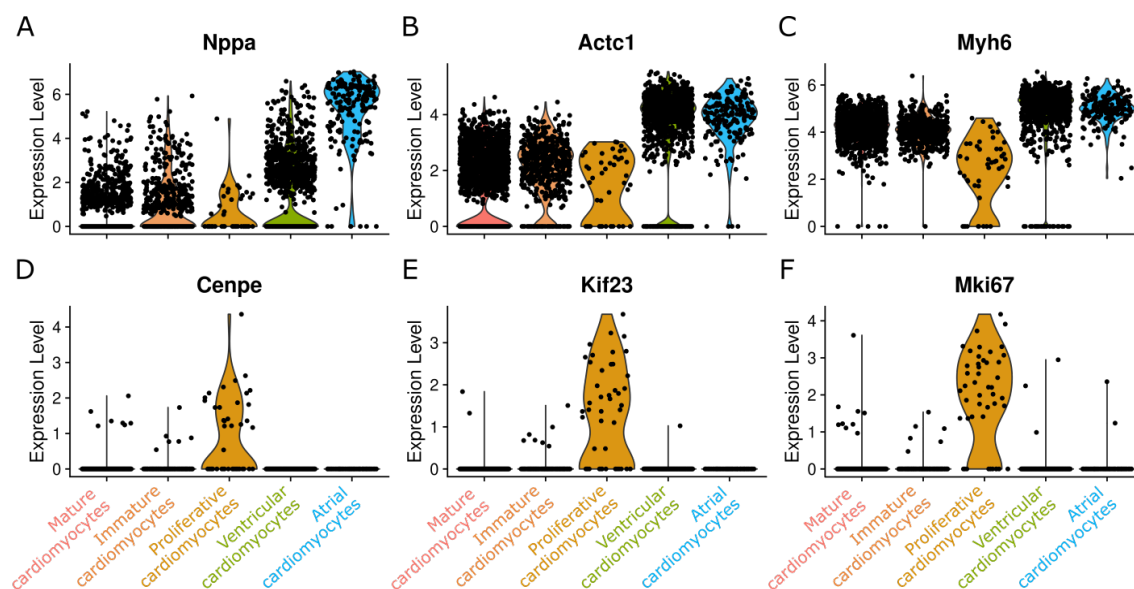 A
Nppa
Expression Level
6
4
2
0
B
Actc1
Expression Level
4
2
0
C
Myh6
Expression Level
6
4
2
0
D
Cenpe
Expression Level
4
3
2
1
0
Mature
cardiomyocytes
Immature
cardiomyocytes
Proliferative
cardiomyocytes
Ventricular
cardiomyocytes
Atrial
cardiomyocytes
E
Kif23
Expression Level
3
2
1
0
Mature
cardiomyocytes
Immature
cardiomyocytes
Proliferative
cardiomyocytes
Ventricular
cardiomyocytes
Atrial
cardiomyocytes
F
Mki67
Expression Level
4
3
2
1
0
Mature
cardiomyocytes
Immature
cardiomyocytes
Proliferative
cardiomyocytes
Ventricular
cardiomyocytes
Atrial
cardiomyocytes